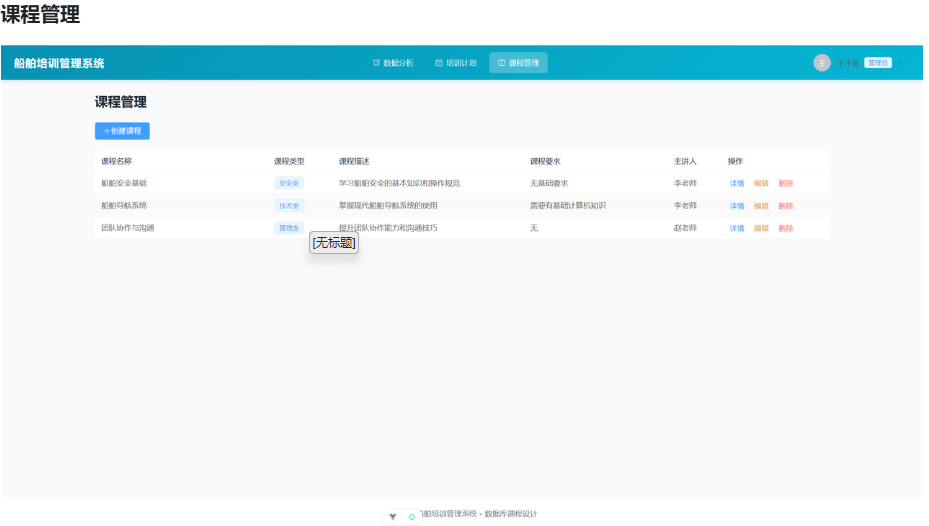 课程管理
船舶培训管理系统 数据分析 培训计划 课程管理 王 王主管 管理员
课程管理
+创建课程
课程名称 课程类型 课程描述 课程要求 主讲人 操作
船舶安全基础 安全类 学习船舶安全的基本知识和操作规范 无基础要求 李老师 详情 编辑 删除
船舶导航系统 技术类 掌握现代船舶导航系统的使用 需要有基础计算机知识 李老师 详情 编辑 删除
团队协作与沟通 管理类 提升团队协作能力和沟通技巧 无 赵老师 详情 编辑 删除
[无标题]
船舶培训管理系统 - 数据库课程设计